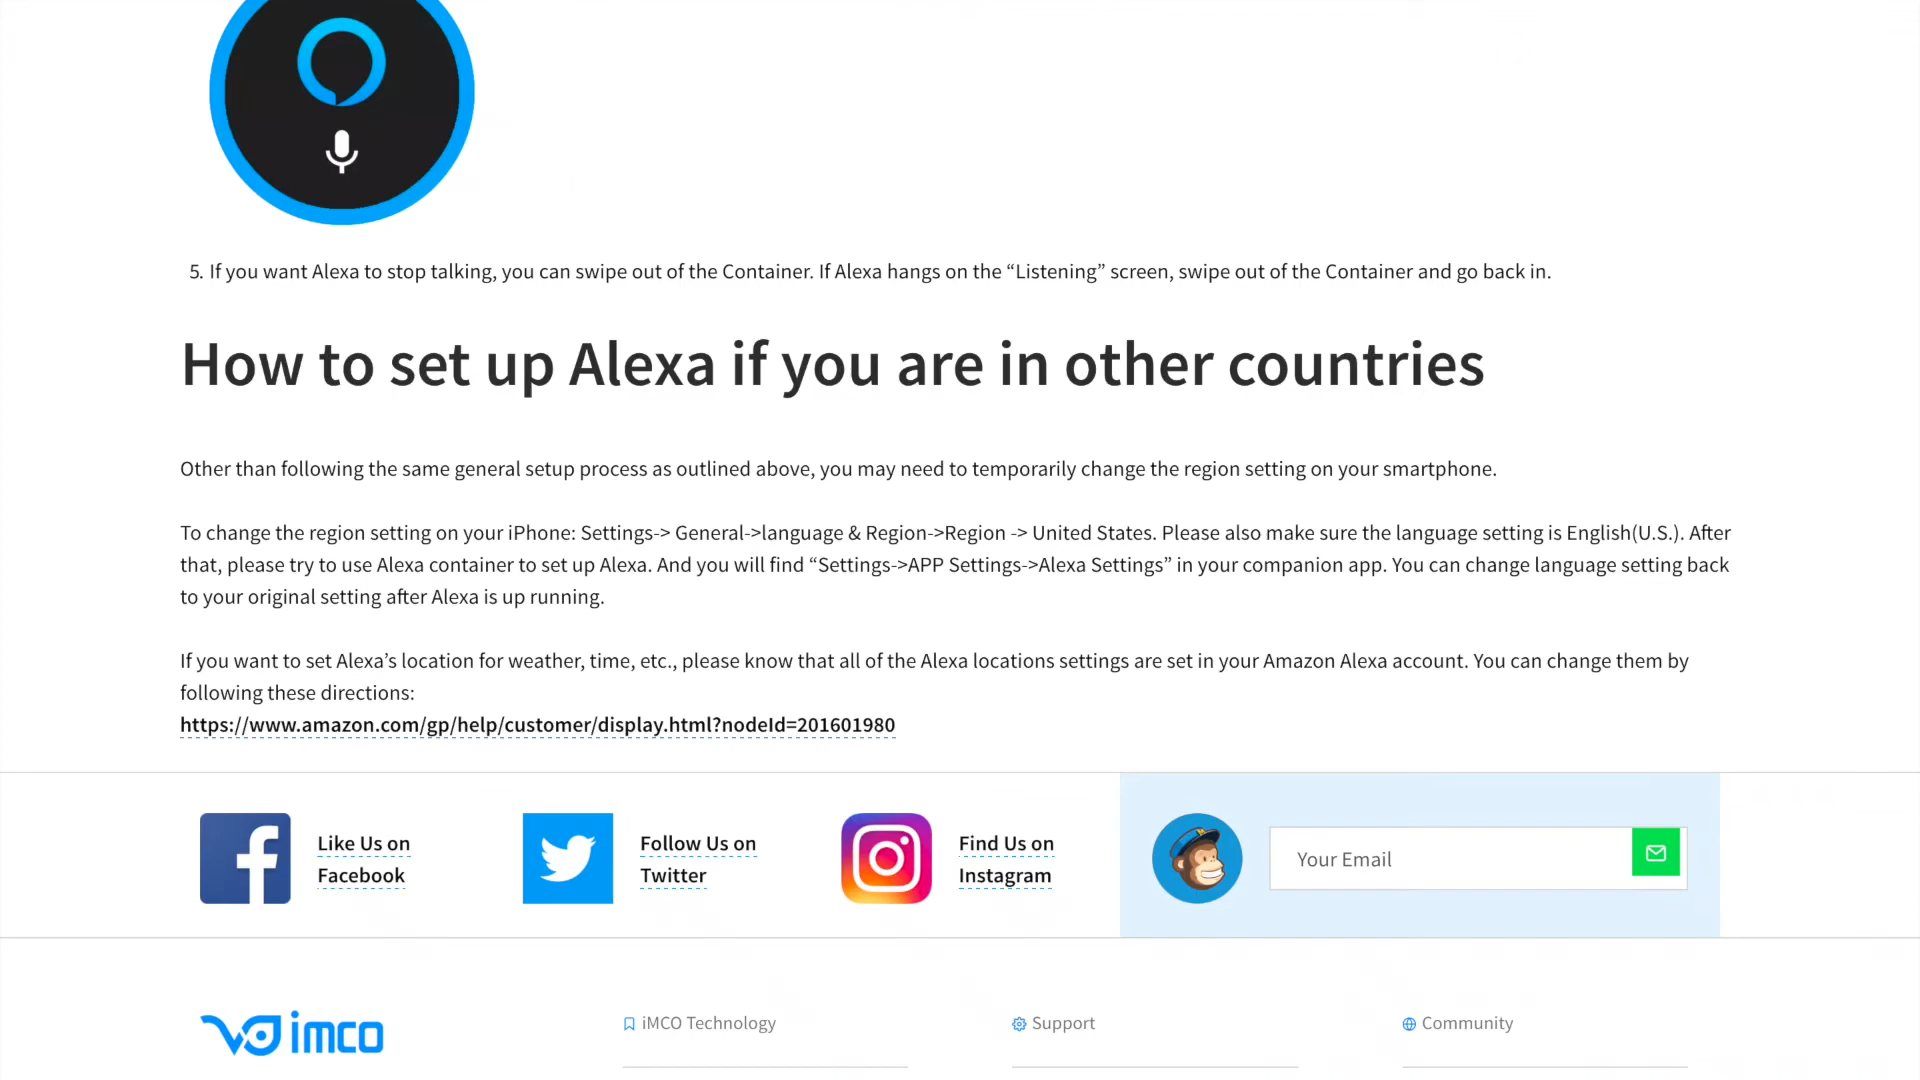 5. If you want Alexa to stop talking, you can swipe out of the Container. If Alexa hangs on the “Listening” screen, swipe out of the Container and go back in.
How to set up Alexa if you are in other countries
Other than following the same general setup process as outlined above, you may need to temporarily change the region setting on your smartphone.
To change the region setting on your iPhone: Settings-> General->language & Region->Region -> United States. Please also make sure the language setting is English(U.S.). After
that, please try to use Alexa container to set up Alexa. And you will find “Settings->APP Settings->Alexa Settings” in your companion app. You can change language setting back
to your original setting after Alexa is up running.
If you want to set Alexa’s location for weather, time, etc., please know that all of the Alexa locations settings are set in your Amazon Alexa account. You can change them by
following these directions:
https://www.amazon.com/gp/help/customer/display.html?nodeId=201601980
Like Us on
Facebook
Follow Us on
Twitter
Find Us on
Instagram
Your Email
imco
iMCO Technology
Support
Community